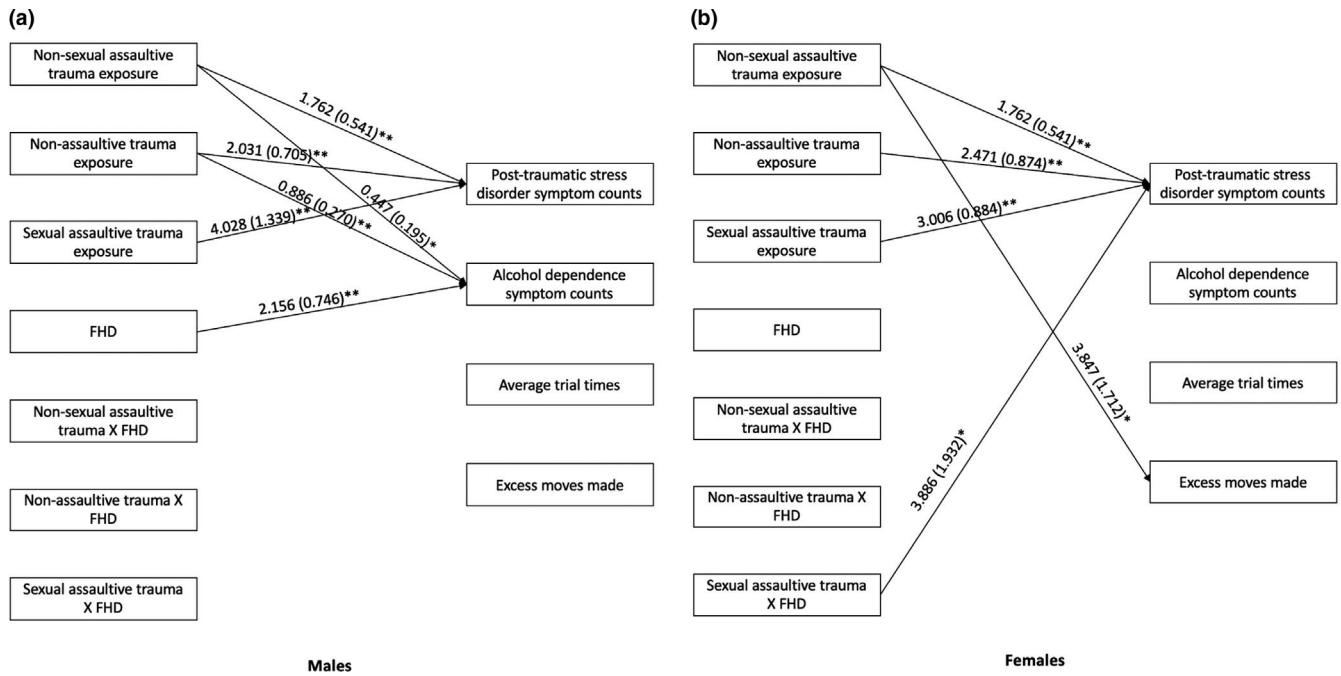 (a)
Non-sexual assaultive
trauma exposure
Non-assaultive trauma
exposure
Sexual assaultive trauma
exposure
FHD
Non-sexual assaultive
trauma X FHD
Non-assaultive trauma X
FHD
Sexual assaultive trauma
X FHD
1.762 (0.541)**
2.031 (0.705)**
0.447 (0.195)*
0.886 (0.270)**
4.028 (1.339)**
2.156 (0.746)**
Post-traumatic stress
disorder symptom counts
Alcohol dependence
symptom counts
Average trial times
Excess moves made
Males
(b)
Non-sexual assaultive
trauma exposure
Non-assaultive trauma
exposure
Sexual assaultive trauma
exposure
FHD
Non-sexual assaultive
trauma X FHD
Non-assaultive trauma X
FHD
Sexual assaultive trauma
X FHD
1.762 (0.541)**
2.471 (0.874)**
3.006 (0.884)**
3.847 (1.712)*
3.886 (1.932)*
Post-traumatic stress
disorder symptom counts
Alcohol dependence
symptom counts
Average trial times
Excess moves made
Females